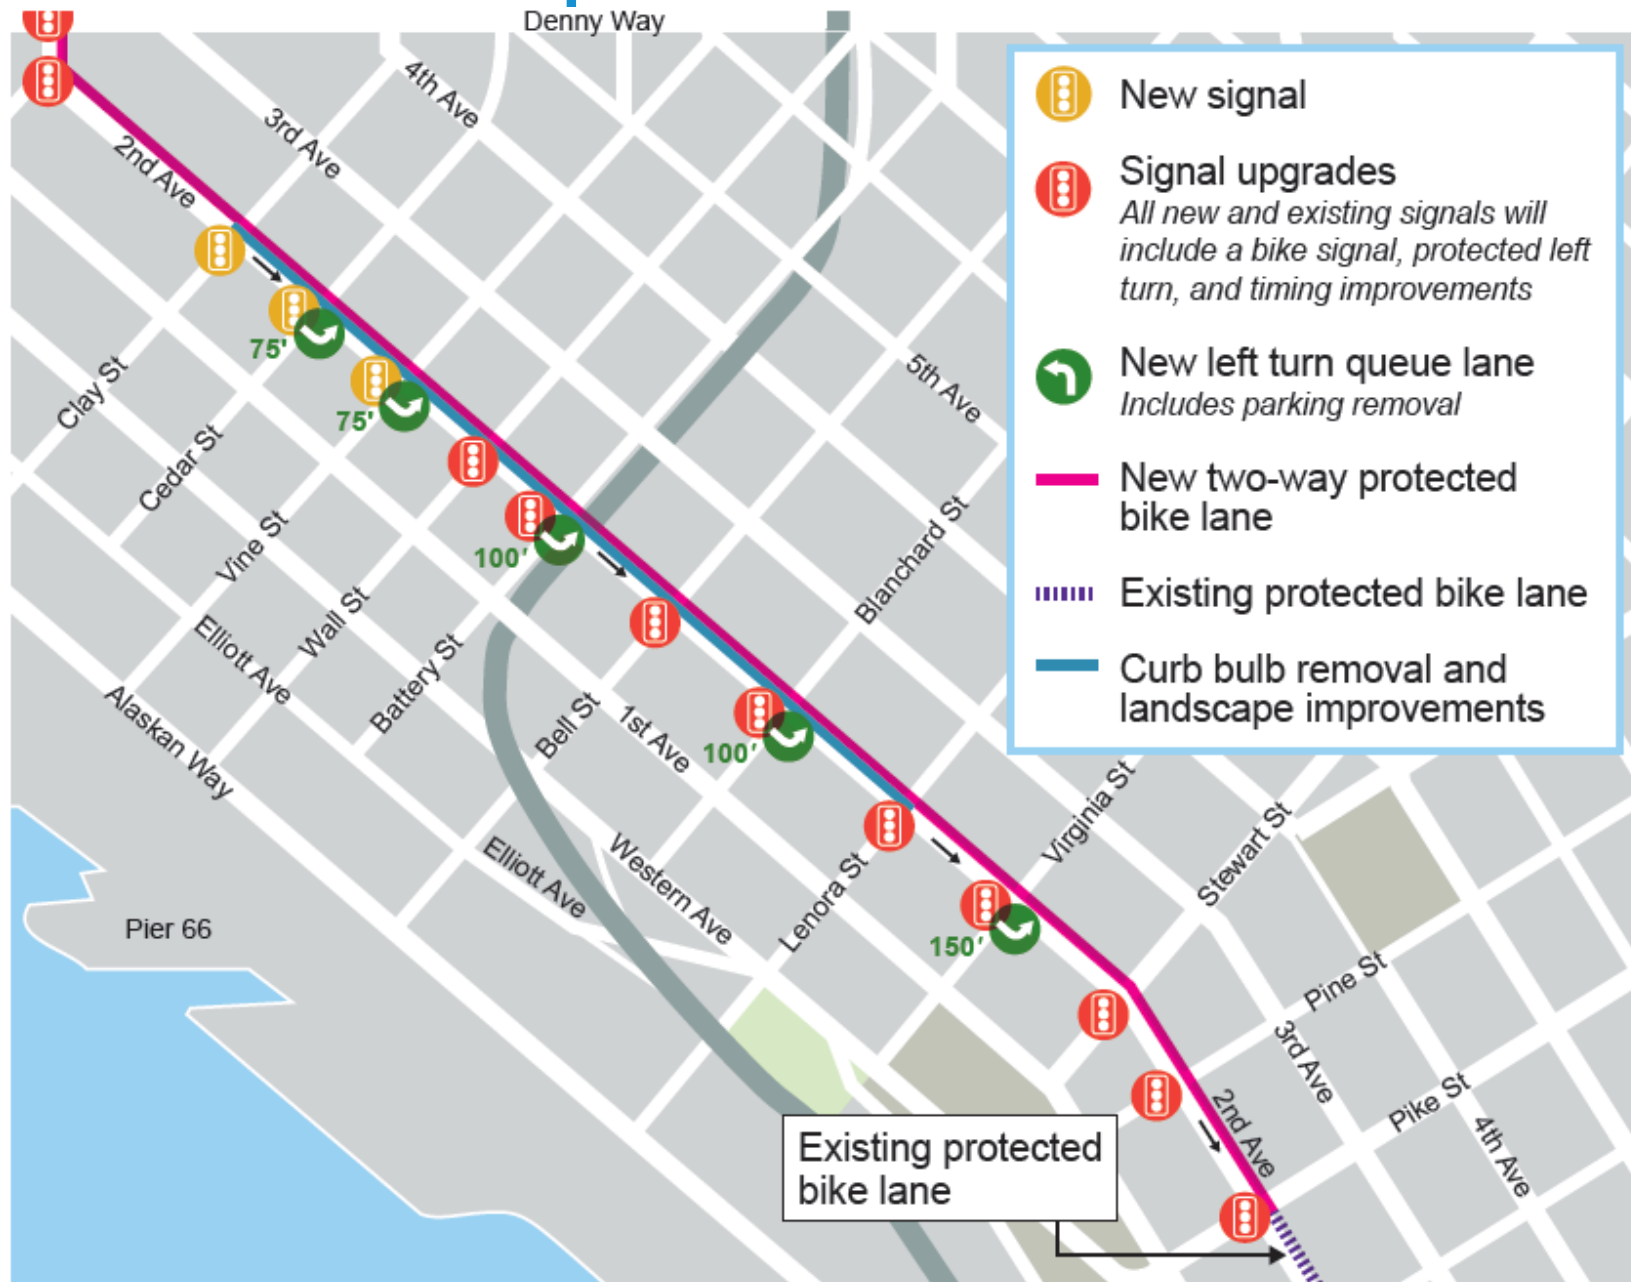 Denny Way
4th Ave
3rd Ave
2nd Ave
New signal
Signal upgrades
All new and existing signals will
include a bike signal, protected left
turn, and timing improvements
New left turn queue lane
Includes parking removal
New two-way protected
bike lane
Existing protected bike lane
Curb bulb removal and
landscape improvements
75'
75'
100'
100'
150'
5th Ave
Clay St
Cedar St
Vine St
Wall St
Battery St
Bell St
Blanchard St
Lenora St
Virginia St
Stewart St
Pine St
Pike St
Elliott Ave
Alaskan Way
1st Ave
Western Ave
Elliott Ave
Pier 66
3rd Ave
2nd Ave
4th Ave
Existing protected
bike lane